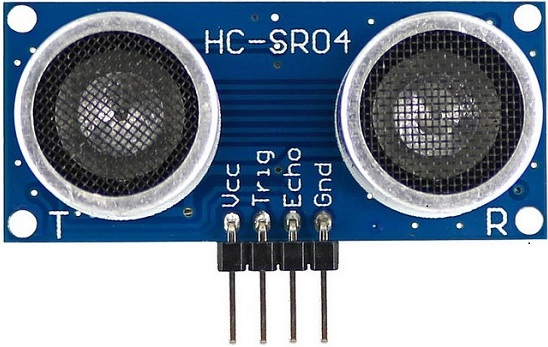 HC-SR04
Vcc
Trig
Echo
Gnd
T
R